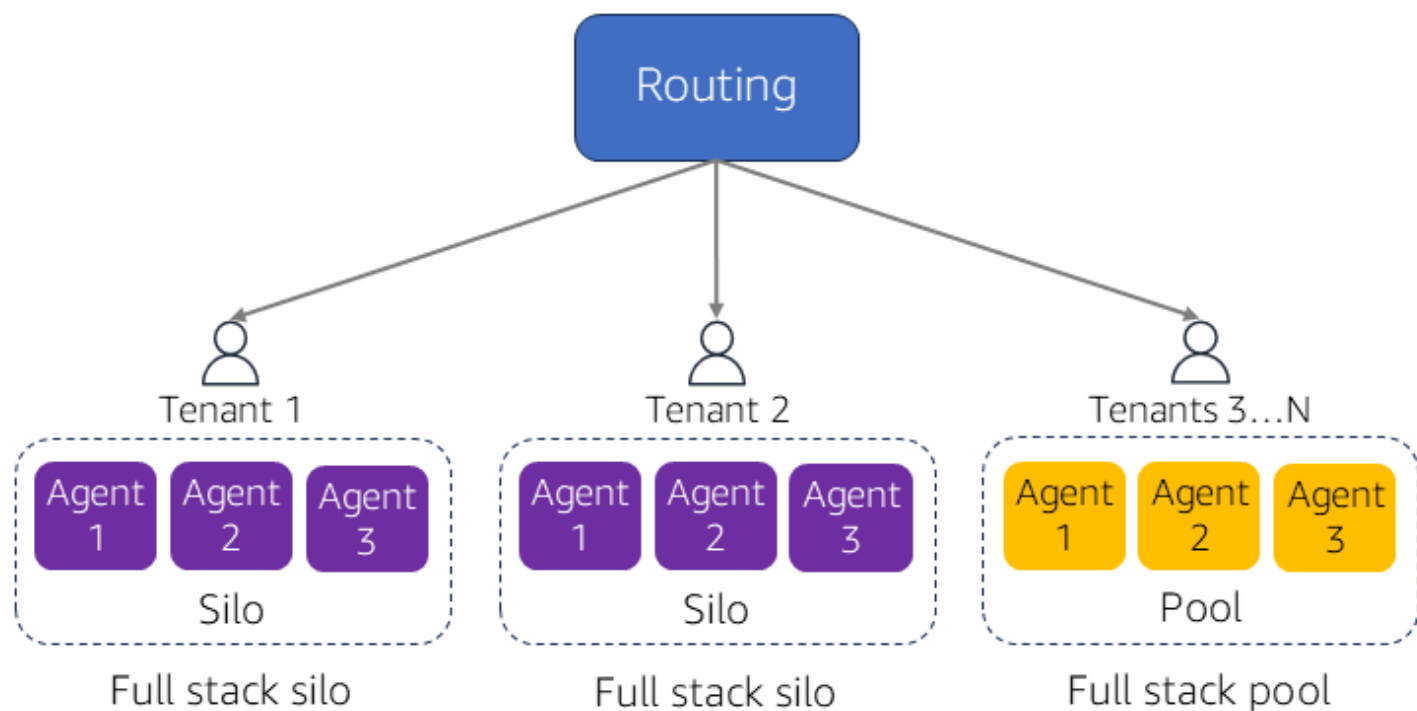 Routing
Tenant 1
Tenant 2
Tenants 3...N
Agent
1
Agent
2
Agent
3
Silo
Agent
1
Agent
2
Agent
3
Silo
Agent
1
Agent
2
Agent
3
Pool
Full stack silo
Full stack silo
Full stack pool